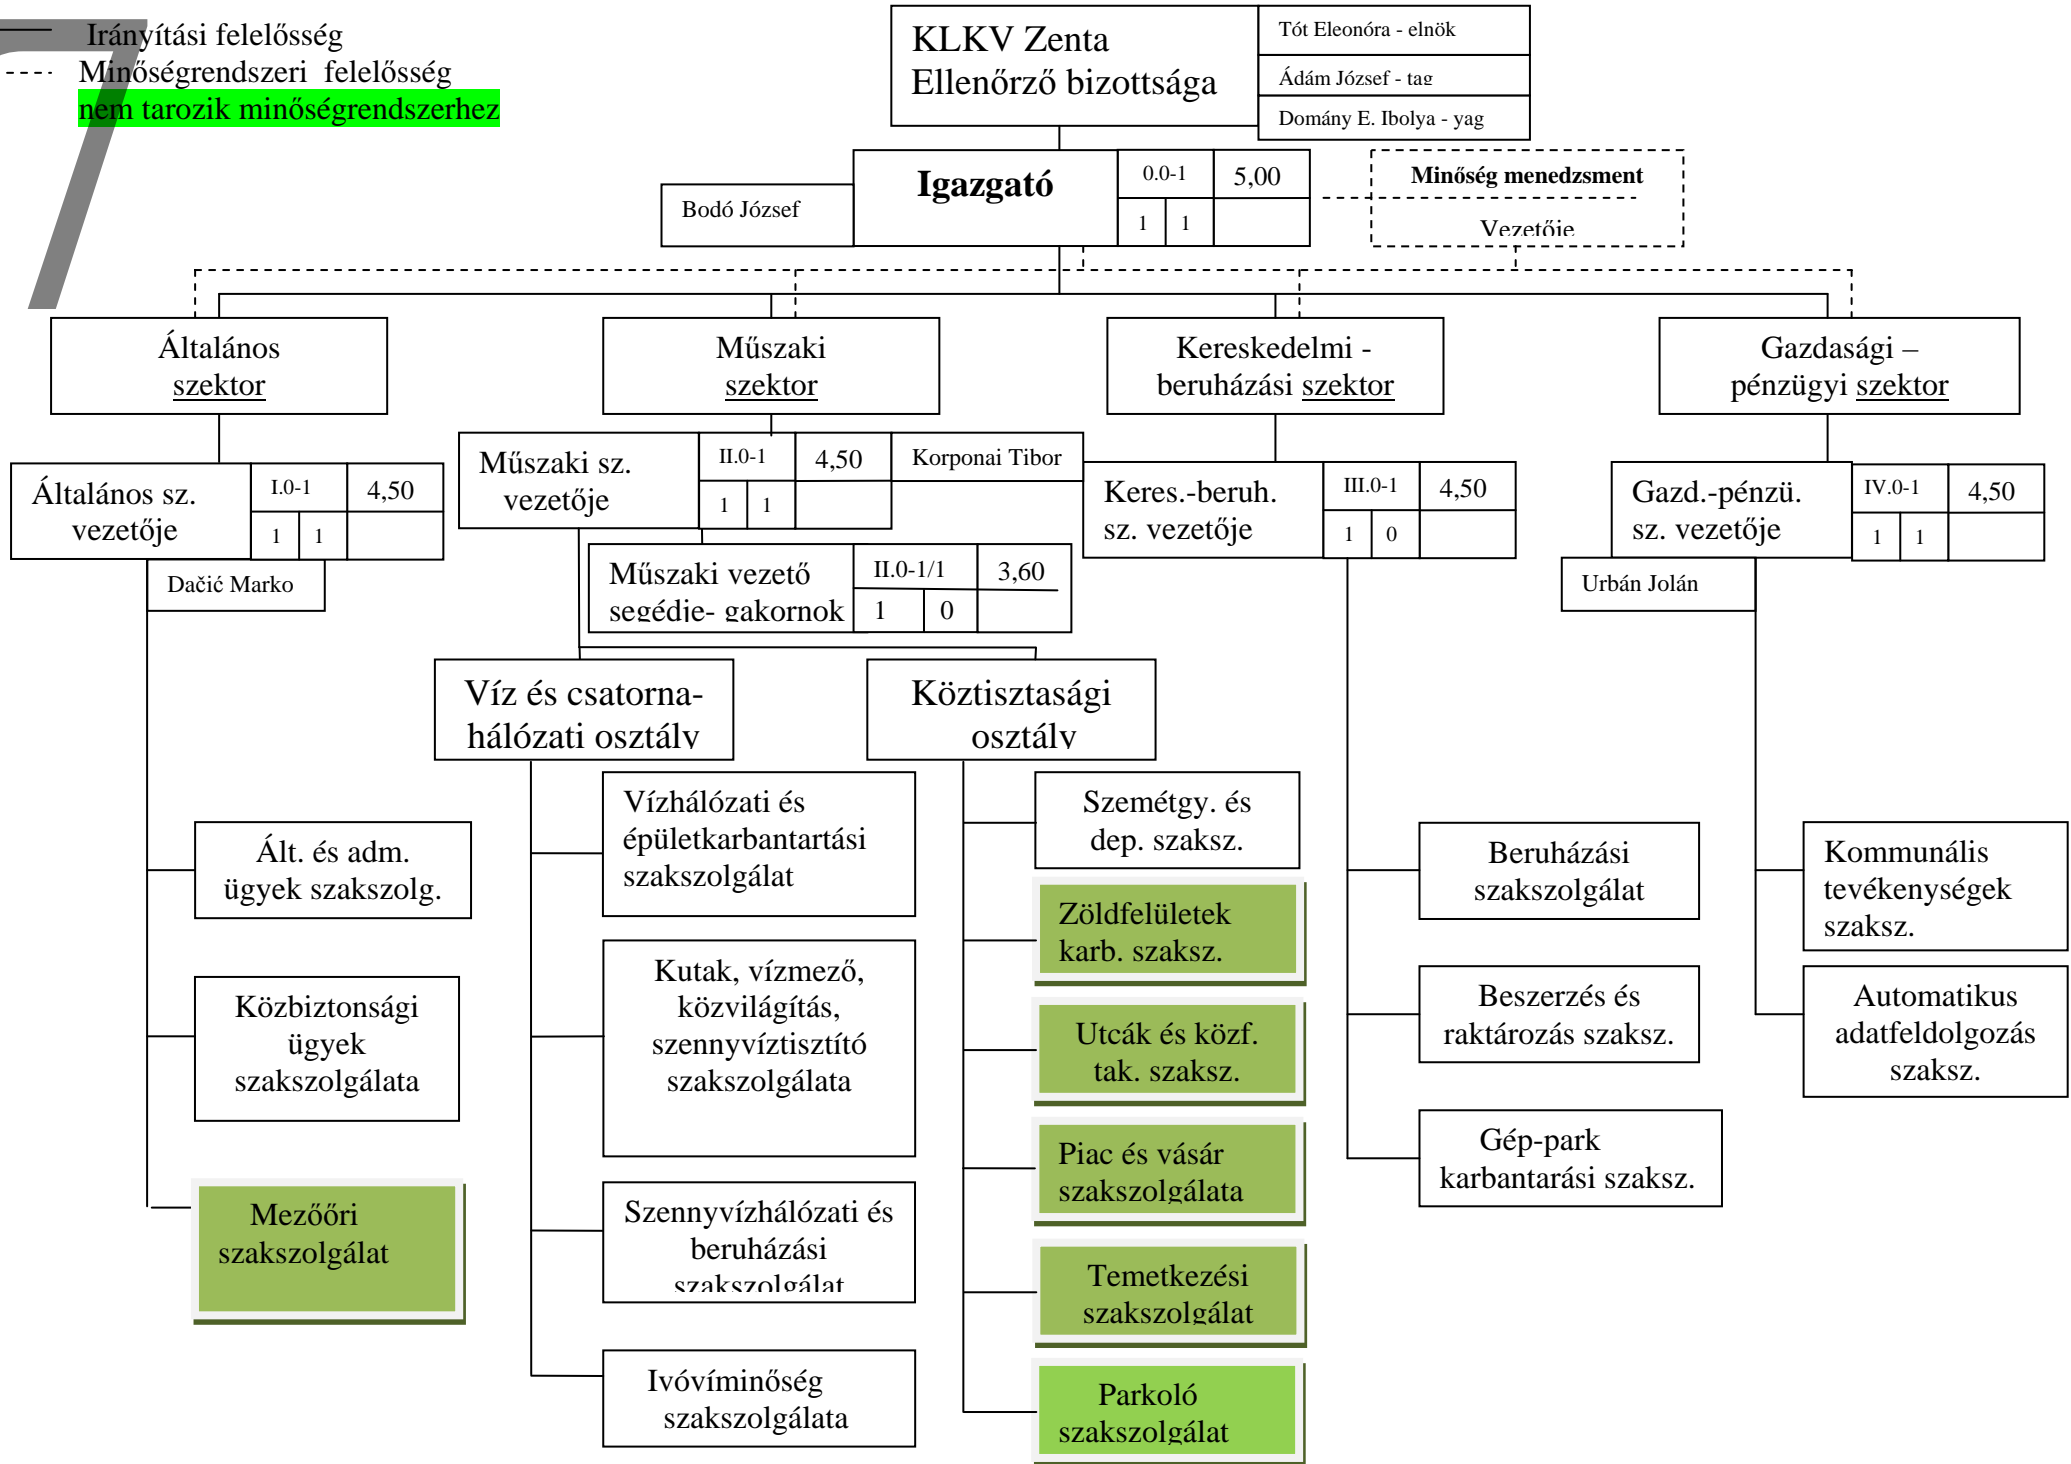 Irányítási felelősség
Minőségrendszeri  felelősség
nem tarozik minőségrendszerhez
7
KLKV Zenta
Ellenőrző bizottsága
Tót Eleonóra - elnök
Ádám József - tag
Domány E. Ibolya - yag
Bodó József
Igazgató
0.0-1
5,00
1
1
Minőség menedzsment
Vezetője
Általános
szektor
Műszaki
szektor
Kereskedelmi -
beruházási szektor
Gazdasági –
pénzügyi szektor
Általános sz.
vezetője
I.0-1
4,50
1
1
Dačić Marko
Műszaki sz.
vezetője
II.0-1
4,50
Korponai Tibor
1
1
Műszaki vezető
segédje- gakornok
II.0-1/1
3,60
1
0
Keres.-beruh.
sz. vezetője
III.0-1
4,50
1
0
Gazd.-pénzü.
sz. vezetője
IV.0-1
4,50
1
1
Urbán Jolán
Víz és csatorna-
hálózati osztály
Köztisztasági
osztály
Ált. és adm.
ügyek szakszolg.
Közbiztonsági
ügyek
szakszolgálata
Mezőőri
szakszolgálat
Vízhálózati és
épületkarbantartási
szakszolgálat
Kutak, vízmező,
közvilágítás,
szennyvíztisztító
szakszolgálata
Szennyvízhálózati és
beruházási
szakszolgálat
Ivóvíminőség
szakszolgálata
Szemétgy. és
dep. szaksz.
Zöldfelületek
karb. szaksz.
Utcák és közf.
tak. szaksz.
Piac és vásár
szakszolgálata
Temetkezési
szakszolgálat
Parkoló
szakszolgálat
Beruházási
szakszolgálat
Beszerzés és
raktározás szaksz.
Gép-park
karbantarási szaksz.
Kommunális
tevékenységek
szaksz.
Automatikus
adatfeldolgozás
szaksz.